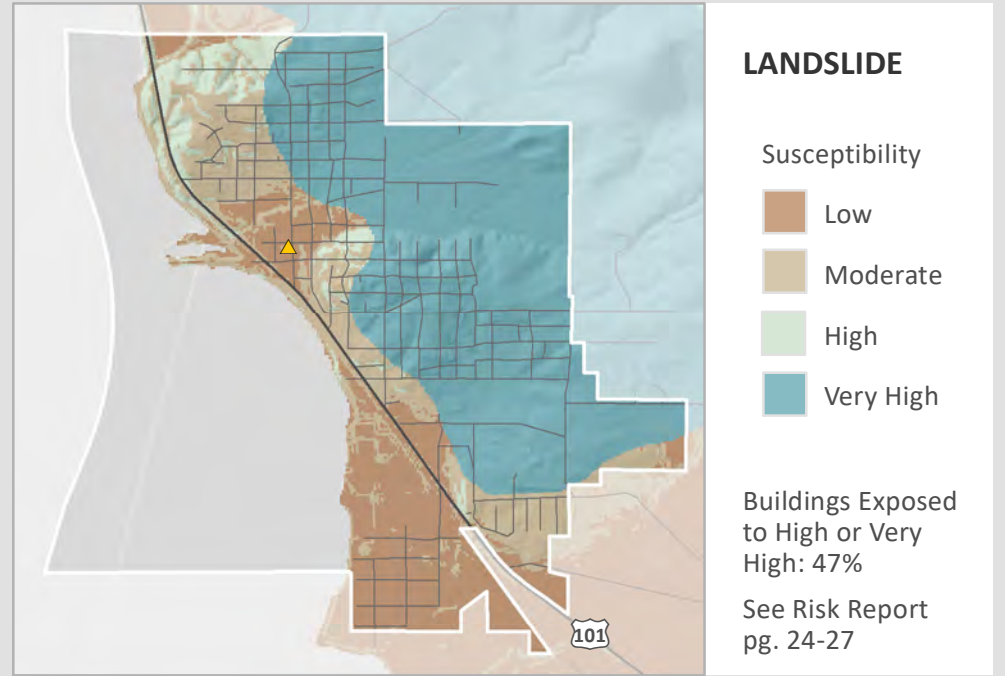 LANDSLIDE
Susceptibility
Low
Moderate
High
Very High
Buildings Exposed
to High or Very
High: 47%
See Risk Report
pg. 24-27
101